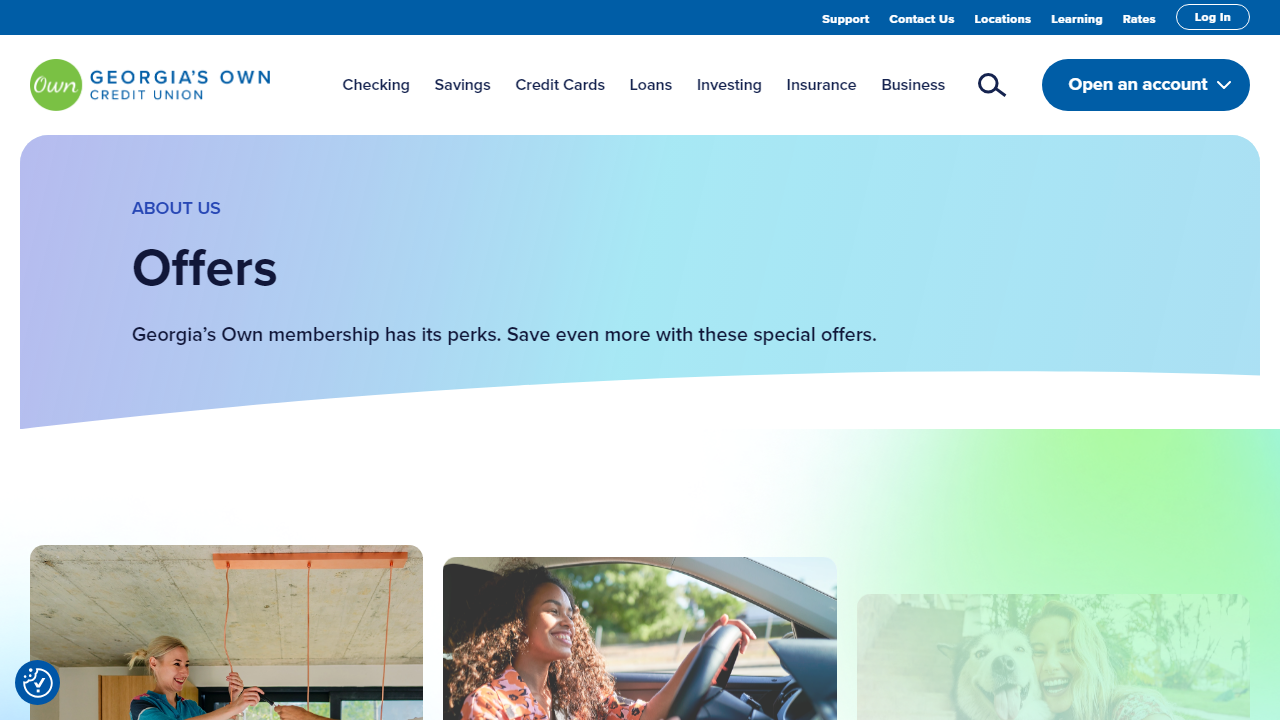 Support Contact Us Locations Learning Rates Log In
Own GEORGIA'S OWN
CREDIT UNION
Checking Savings Credit Cards Loans Investing Insurance Business Open an account
ABOUT US
Offers
Georgia’s Own membership has its perks. Save even more with these special offers.